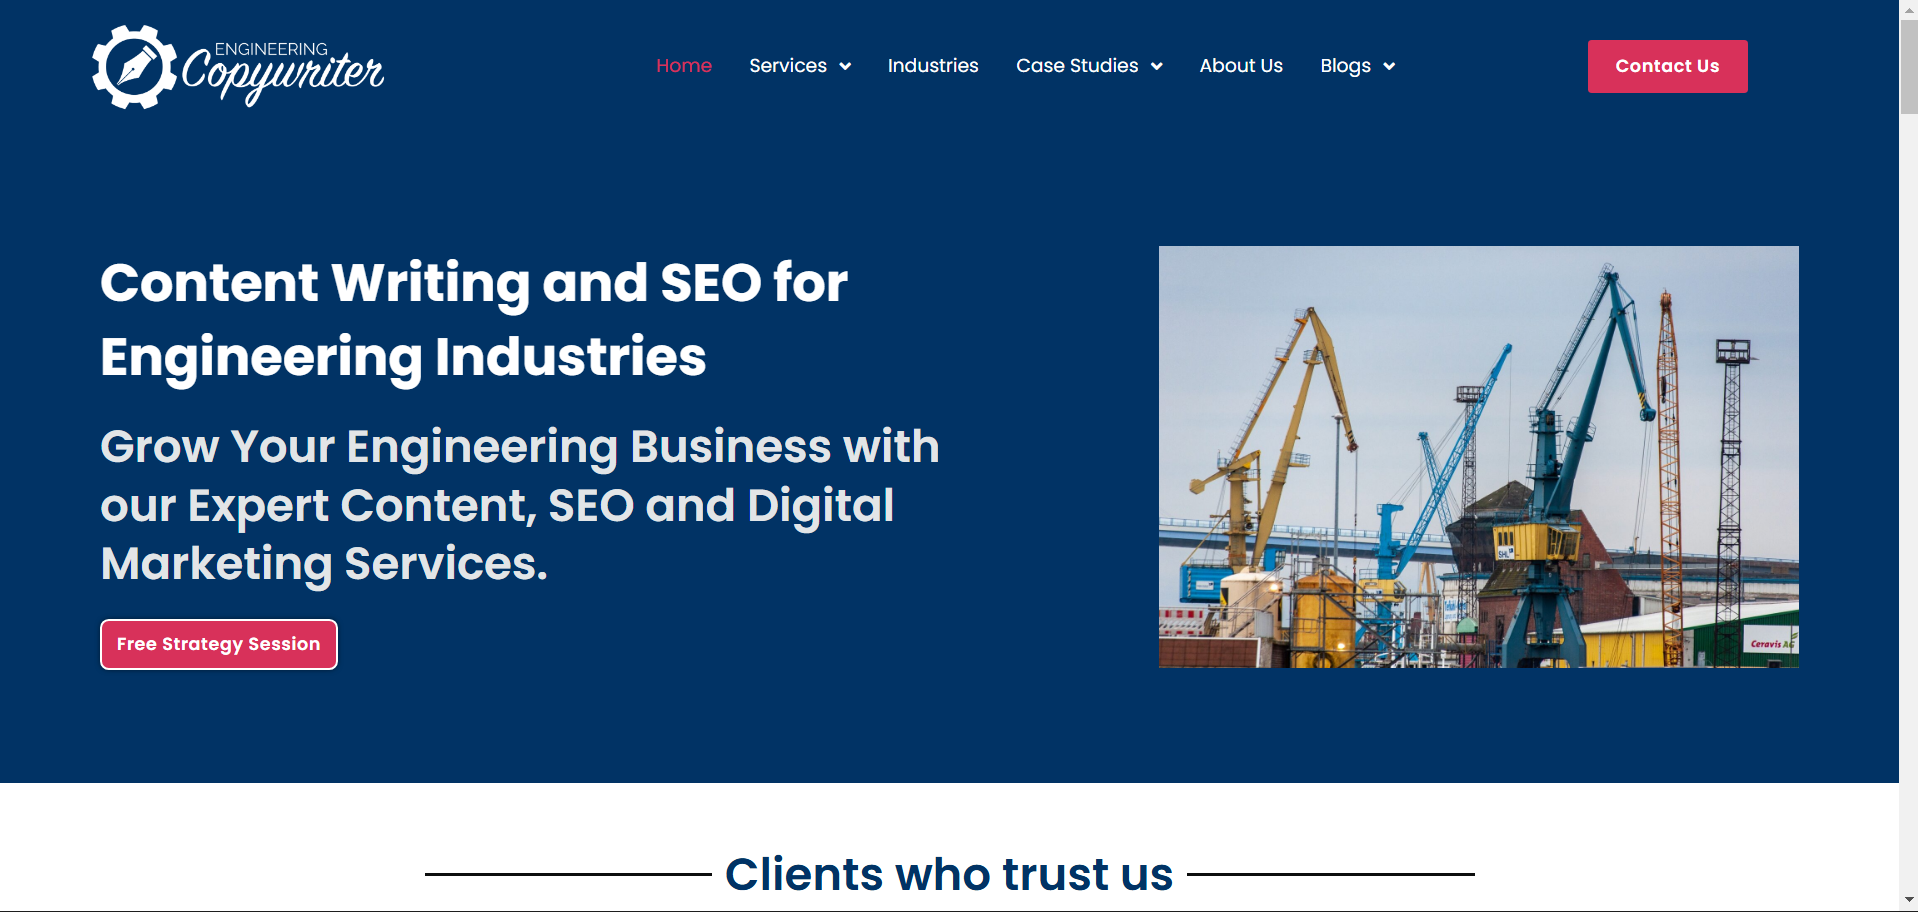 ENGINEERING
Copywriter
Home Services Industries Case Studies About Us Blogs
Contact Us
Content Writing and SEO for
Engineering Industries
Grow Your Engineering Business with
our Expert Content, SEO and Digital
Marketing Services.
Free Strategy Session
SHL
Ceravis AG
Clients who trust us